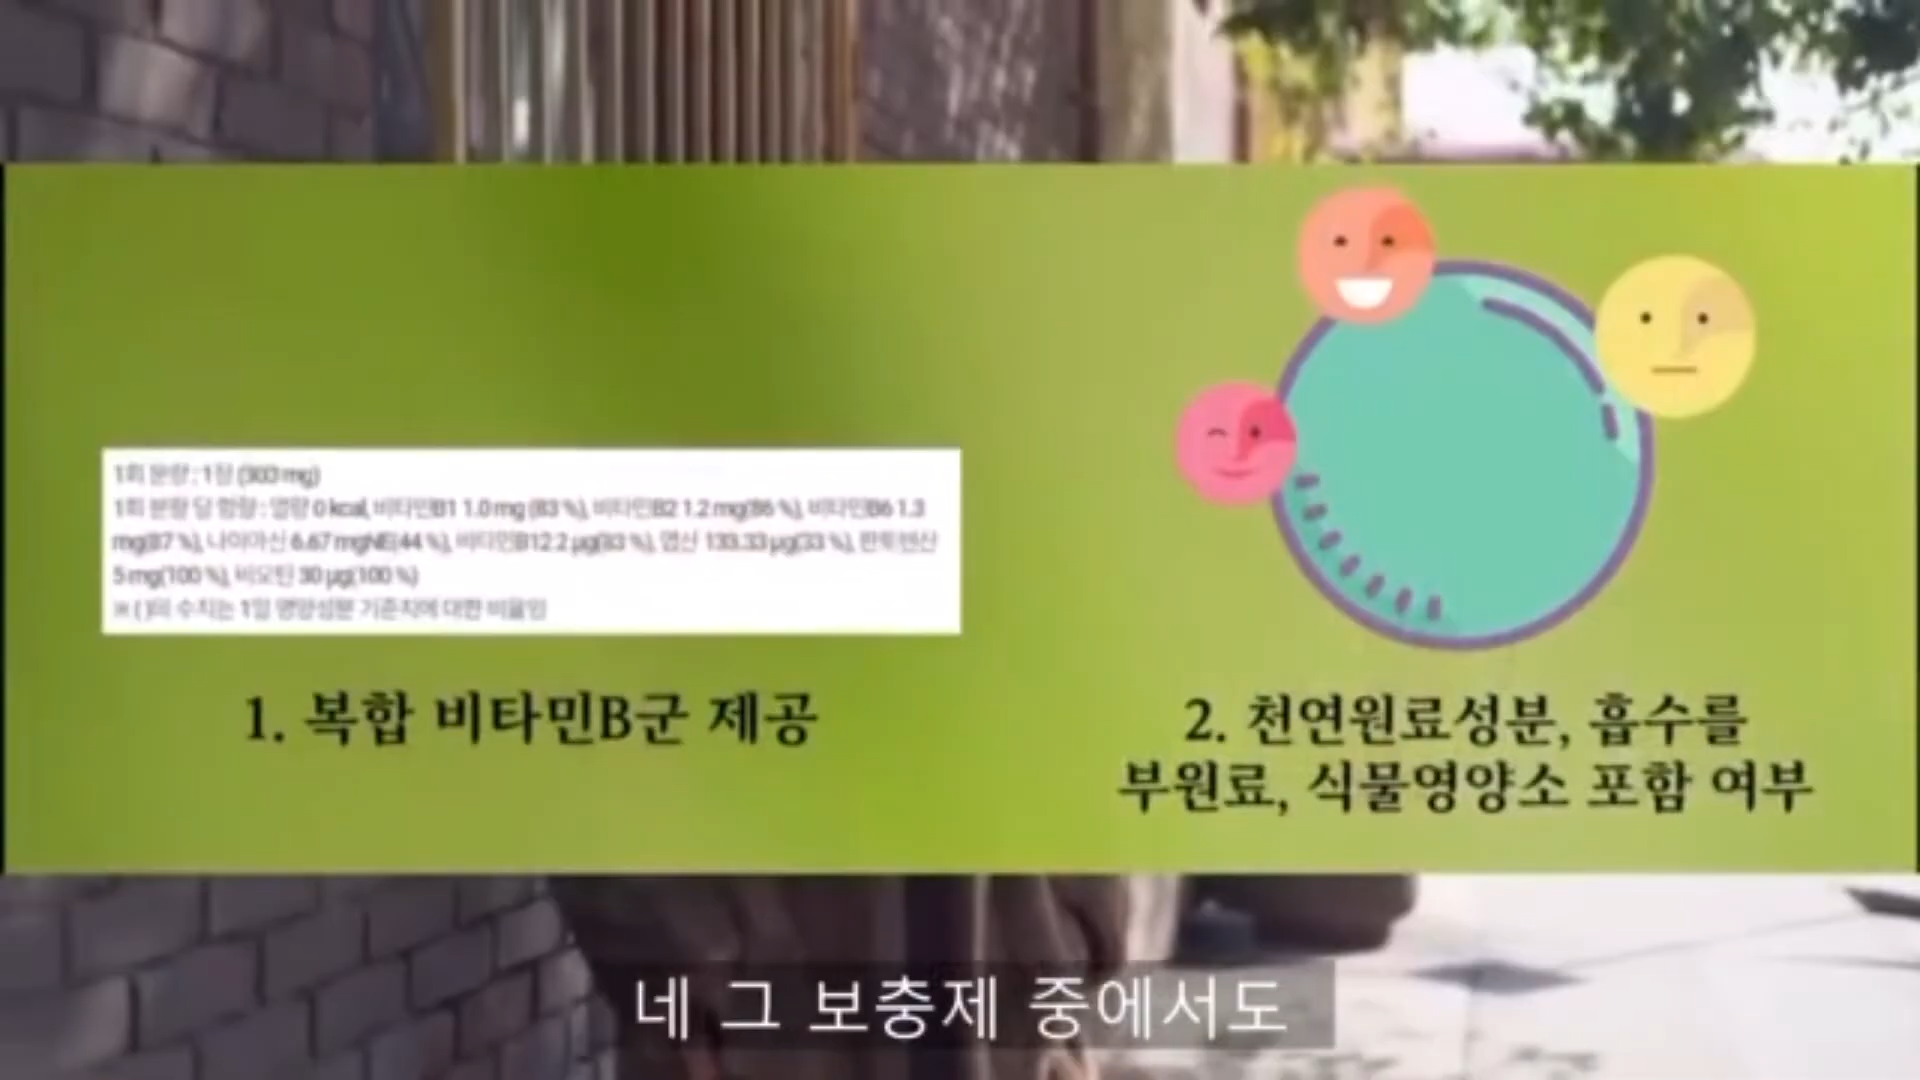 1회 분량 : 1정 (900 mg)
1회 분량 당 함량 : 열량 0 kcal, 비타민B1 1.0 mg (83 %), 비타민B2 1.2 mg(86 %), 비타민B6 1.3
mg(87 %), 나이아신 6.67 mgNE(44 %), 비타민B12 2 μg(83 %), 엽산 133.33 μg(33 %), 판토텐산
5 mg(100 %), 비오틴 30 μg(100 %)
※ ( )의 수치는 1일 영양성분 기준치에 대한 비율임
1. 복합 비타민B군 제공
2. 천연원료성분, 흡수를
부원료, 식물영양소 포함 여부
네 그 보충제 중에서도